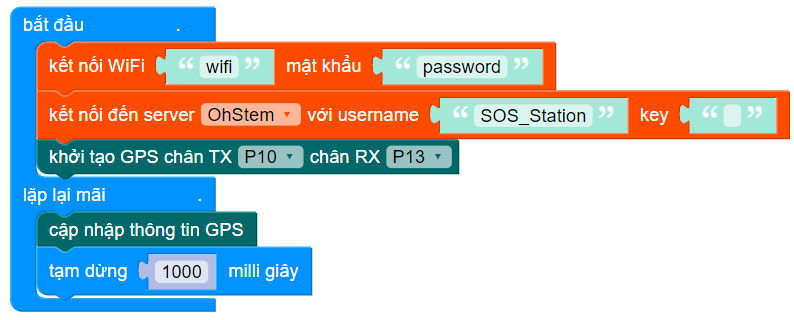 bắt đầu .
kết nối WiFi “ wifi ” mật khẩu “ password ”
kết nối đến server OhStem với username “ SOS_Station ” key “ ”
khởi tạo GPS chân TX P10 chân RX P13
lặp lại mãi .
cập nhập thông tin GPS
tạm dừng 1000 milli giây